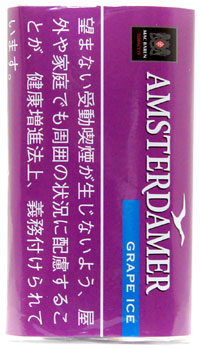 望まない受動喫煙が生じないよう、屋
外や家庭でも周囲の状況に配慮するこ
とが、健康増進法上、義務付けられて
います。
MAC BAREN
AMSTERDAMER
GRAPE ICE